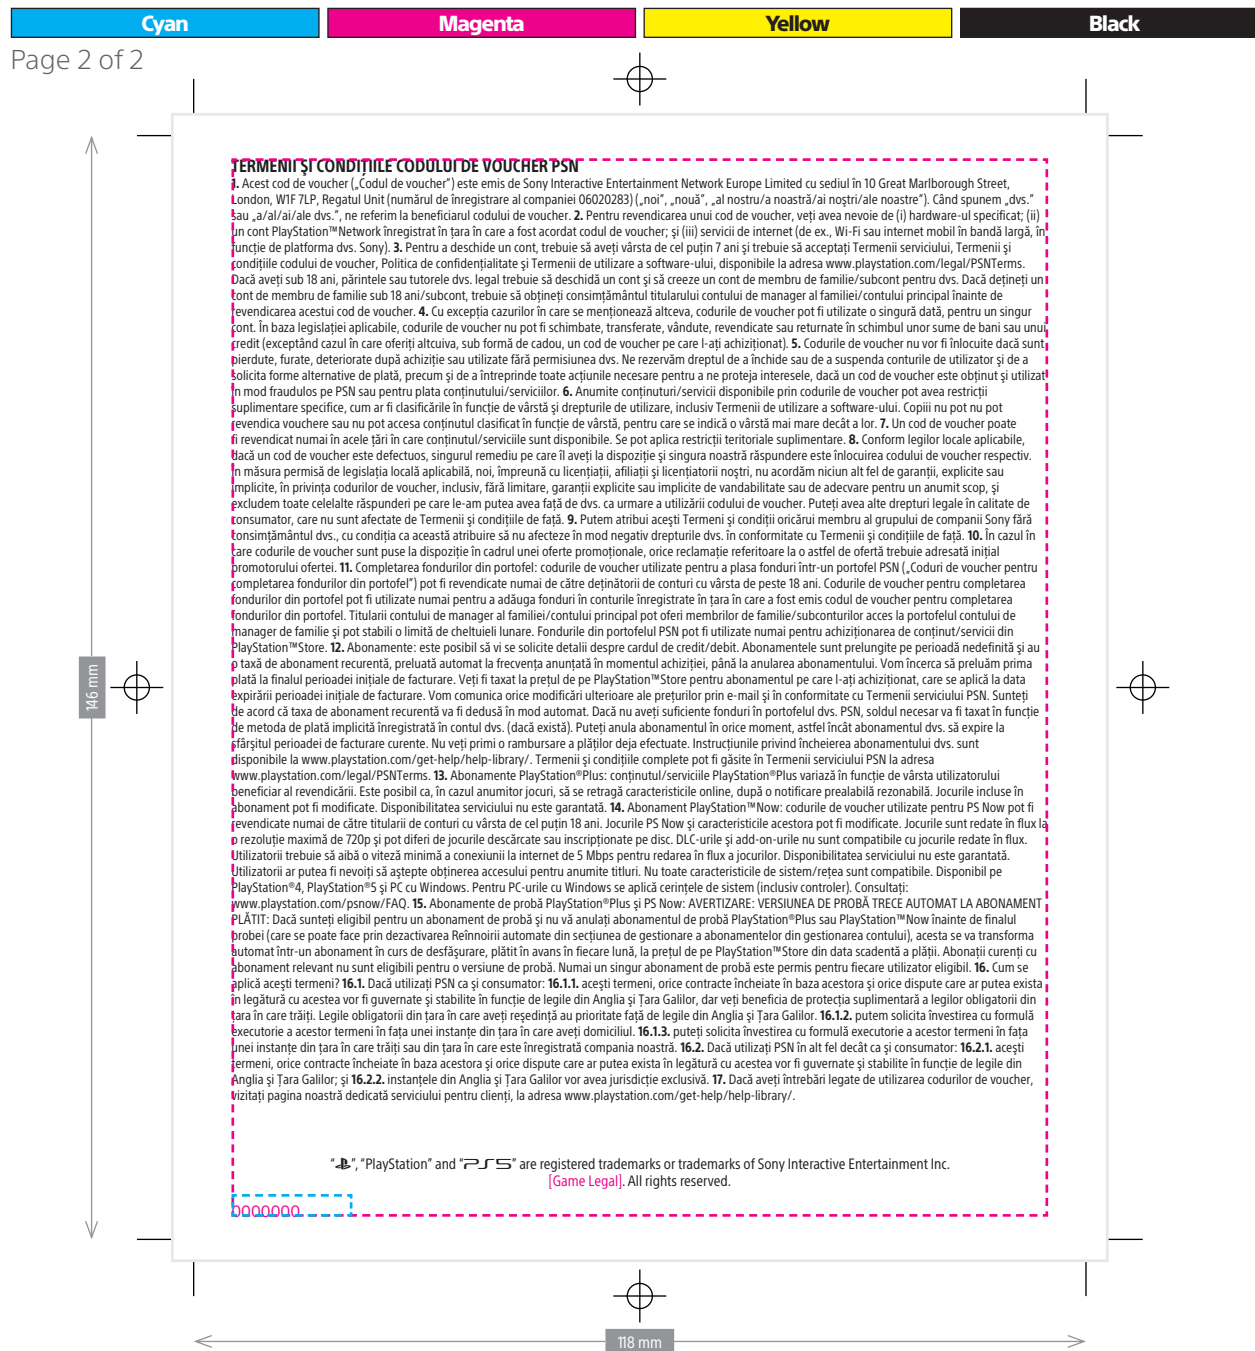 Cyan Magenta Yellow Black
Page 2 of 2
TERMENII ŞI CONDIŢIILE CODULUI DE VOUCHER PSN
1. Acest cod de voucher („Codul de voucher”) este emis de Sony Interactive Entertainment Network Europe Limited cu sediul în 10 Great Marlborough Street,
London, W1F 7LP, Regatul Unit (numărul de înregistrare al companiei 06020283) („noi”, „nouă”, „al nostru/a noastră/ai noştri/ale noastre”). Când spunem „dvs.”
sau „a/al/ai/ale dvs.”, ne referim la beneficiarul codului de voucher. 2. Pentru revendicarea unui cod de voucher, veţi avea nevoie de (i) hardware-ul specificat; (ii)
un cont PlayStation™Network înregistrat în ţara în care a fost acordat codul de voucher; şi (iii) servicii de internet (de ex., Wi-Fi sau internet mobil în bandă largă, în
funcţie de platforma dvs. Sony). 3. Pentru a deschide un cont, trebuie să aveţi vârsta de cel puţin 7 ani şi trebuie să acceptaţi Termenii serviciului, Termenii şi
condiţiile codului de voucher, Politica de confidenţialitate şi Termenii de utilizare a software-ului, disponibile la adresa www.playstation.com/legal/PSNTerms.
Dacă aveţi sub 18 ani, părintele sau tutorele dvs. legal trebuie să deschidă un cont şi să creeze un cont de membru de familie/subcont pentru dvs. Dacă deţineţi un
cont de membru de familie sub 18 ani/subcont, trebuie să obţineţi consimţământul titularului contului de manager al familiei/contului principal înainte de
revendicarea acestui cod de voucher. 4. Cu excepţia cazurilor în care se menţionează altceva, codurile de voucher pot fi utilizate o singură dată, pentru un singur
cont. În baza legislaţiei aplicabile, codurile de voucher nu pot fi schimbate, transferate, vândute, revendicate sau returnate în schimbul unor sume de bani sau unui
credit (exceptând cazul în care oferiţi altcuiva, sub formă de cadou, un cod de voucher pe care l-aţi achiziţionat). 5. Codurile de voucher nu vor fi înlocuite dacă sunt
pierdute, furate, deteriorate după achiziţie sau utilizate fără permisiunea dvs. Ne rezervăm dreptul de a închide sau de a suspenda conturile de utilizator şi de a
solicita forme alternative de plată, precum şi de a întreprinde toate acţiunile necesare pentru a ne proteja interesele, dacă un cod de voucher este obţinut şi utilizat
în mod fraudulos pe PSN sau pentru plata conţinutului/serviciilor. 6. Anumite conţinuturi/servicii disponibile prin codurile de voucher pot avea restricţii
suplimentare specifice, cum ar fi clasificările în funcţie de vârstă şi drepturile de utilizare, inclusiv Termenii de utilizare a software-ului. Copiii nu pot nu pot
revendica vouchere sau nu pot accesa conţinutul clasificat în funcţie de vârstă, pentru care se indică o vârstă mai mare decât a lor. 7. Un cod de voucher poate
fi revendicat numai în acele ţări în care conţinutul/serviciile sunt disponibile. Se pot aplica restricţii teritoriale suplimentare. 8. Conform legilor locale aplicabile,
dacă un cod de voucher este defectuos, singurul remediu pe care îl aveţi la dispoziţie şi singura noastră răspundere este înlocuirea codului de voucher respectiv.
În măsura permisă de legislaţia locală aplicabilă, noi, împreună cu licenţiaţii, afiliaţii şi licenţiatorii noştri, nu acordăm niciun alt fel de garanţii, explicite sau
implicite, în privinţa codurilor de voucher, inclusiv, fără limitare, garanţii explicite sau implicite de vandabilitate sau de adecvare pentru un anumit scop, şi
excludem toate celelalte răspunderi pe care le-am putea avea faţă de dvs. ca urmare a utilizării codului de voucher. Puteţi avea alte drepturi legale în calitate de
consumator, care nu sunt afectate de Termenii şi condiţiile de faţă. 9. Putem atribui aceşti Termeni şi condiţii oricărui membru al grupului de companii Sony fără
consimţământul dvs., cu condiţia ca această atribuire să nu afecteze în mod negativ drepturile dvs. în conformitate cu Termenii şi condiţiile de faţă. 10. În cazul în
care codurile de voucher sunt puse la dispoziţie în cadrul unei oferte promoţionale, orice reclamaţie referitoare la o astfel de ofertă trebuie adresată iniţial
promotorului ofertei. 11. Completarea fondurilor din portofel: codurile de voucher utilizate pentru a plasa fonduri într-un portofel PSN („Coduri de voucher pentru
completarea fondurilor din portofel”) pot fi revendicate numai de către deţinătorii de conturi cu vârsta de peste 18 ani. Codurile de voucher pentru completarea
fondurilor din portofel pot fi utilizate numai pentru a adăuga fonduri în conturile înregistrate în ţara în care a fost emis codul de voucher pentru completarea
fondurilor din portofel. Titularii contului de manager al familiei/contului principal pot oferi membrilor de familie/subconturilor acces la portofelul contului de
manager de familie şi pot stabili o limită de cheltuieli lunare. Fondurile din portofelul PSN pot fi utilizate numai pentru achiziţionarea de conţinut/servicii din
PlayStation™Store. 12. Abonamente: este posibil să vi se solicite detalii despre cardul de credit/debit. Abonamentele sunt prelungite pe perioadă nedefinită şi au
o taxă de abonament recurentă, preluată automat la frecvenţa anunţată în momentul achiziţiei, până la anularea abonamentului. Vom încerca să preluăm prima
plată la finalul perioadei iniţiale de facturare. Veţi fi taxat la preţul de pe PlayStation™Store pentru abonamentul pe care l-aţi achiziţionat, care se aplică la data
expirării perioadei iniţiale de facturare. Vom comunica orice modificări ulterioare ale preţurilor prin e-mail şi în conformitate cu Termenii serviciului PSN. Sunteţi
de acord că taxa de abonament recurentă va fi dedusă în mod automat. Dacă nu aveţi suficiente fonduri în portofelul dvs. PSN, soldul necesar va fi taxat în funcţie
de metoda de plată implicită înregistrată în contul dvs. (dacă există). Puteţi anula abonamentul în orice moment, astfel încât abonamentul dvs. să expire la
sfârşitul perioadei de facturare curente. Nu veţi primi o rambursare a plăţilor deja efectuate. Instrucţiunile privind încheierea abonamentului dvs. sunt
disponibile la www.playstation.com/get-help/help-library/. Termenii şi condiţiile complete pot fi găsite în Termenii serviciului PSN la adresa
www.playstation.com/legal/PSNTerms. 13. Abonamente PlayStation®Plus: conţinutul/serviciile PlayStation®Plus variază în funcţie de vârsta utilizatorului
beneficiar al revendicării. Este posibil ca, în cazul anumitor jocuri, să se retragă caracteristicile online, după o notificare prealabilă rezonabilă. Jocurile incluse în
abonament pot fi modificate. Disponibilitatea serviciului nu este garantată. 14. Abonament PlayStation™Now: codurile de voucher utilizate pentru PS Now pot fi
revendicate numai de către titularii de conturi cu vârsta de cel puţin 18 ani. Jocurile PS Now şi caracteristicile acestora pot fi modificate. Jocurile sunt redate în flux la
o rezoluţie maximă de 720p şi pot diferi de jocurile descărcate sau inscripţionate pe disc. DLC-urile şi add-on-urile nu sunt compatibile cu jocurile redate în flux.
Utilizatorii trebuie să aibă o viteză minimă a conexiunii la internet de 5 Mbps pentru redarea în flux a jocurilor. Disponibilitatea serviciului nu este garantată.
Utilizatorii ar putea fi nevoiţi să aştepte obţinerea accesului pentru anumite titluri. Nu toate caracteristicile de sistem/reţea sunt compatibile. Disponibil pe
PlayStation®4, PlayStation®5 şi PC cu Windows. Pentru PC-urile cu Windows se aplică cerinţele de sistem (inclusiv controler). Consultaţi:
www.playstation.com/psnow/FAQ. 15. Abonamente de probă PlayStation®Plus şi PS Now: AVERTIZARE: VERSIUNEA DE PROBĂ TRECE AUTOMAT LA ABONAMENT
PLĂTIT: Dacă sunteţi eligibil pentru un abonament de probă şi nu vă anulaţi abonamentul de probă PlayStation®Plus sau PlayStation™Now înainte de finalul
probei (care se poate face prin dezactivarea Reînnoirii automate din secţiunea de gestionare a abonamentelor din gestionarea contului), acesta se va transforma
automat într-un abonament în curs de desfăşurare, plătit în avans în fiecare lună, la preţul de pe PlayStation™Store din data scadentă a plăţii. Abonaţii curenţi cu
abonament relevant nu sunt eligibili pentru o versiune de probă. Numai un singur abonament de probă este permis pentru fiecare utilizator eligibil. 16. Cum se
aplică aceşti termeni? 16.1. Dacă utilizaţi PSN ca şi consumator: 16.1.1. aceşti termeni, orice contracte încheiate în baza acestora şi orice dispute care ar putea exista
în legătură cu acestea vor fi guvernate şi stabilite în funcţie de legile din Anglia şi Ţara Galilor, dar veţi beneficia de protecţia suplimentară a legilor obligatorii din
ţara în care trăiţi. Legile obligatorii din ţara în care aveţi reşedinţă au prioritate faţă de legile din Anglia şi Ţara Galilor. 16.1.2. putem solicita învestirea cu formulă
executorie a acestor termeni în faţa unei instanţe din ţara în care aveţi domiciliul. 16.1.3. puteţi solicita învestirea cu formulă executorie a acestor termeni în faţa
unei instanţe din ţara în care trăiţi sau din ţara în care este înregistrată compania noastră. 16.2. Dacă utilizaţi PSN în alt fel decât ca şi consumator: 16.2.1. aceşti
termeni, orice contracte încheiate în baza acestora şi orice dispute care ar putea exista în legătură cu acestea vor fi guvernate şi stabilite în funcţie de legile din
Anglia şi Ţara Galilor; şi 16.2.2. instanţele din Anglia şi Ţara Galilor vor avea jurisdicţie exclusivă. 17. Dacă aveţi întrebări legate de utilizarea codurilor de voucher,
vizitaţi pagina noastră dedicată serviciului pentru clienţi, la adresa www.playstation.com/get-help/help-library/.
146 mm
“PS”, “PlayStation” and “PS5” are registered trademarks or trademarks of Sony Interactive Entertainment Inc.
[Game Legal]. All rights reserved.
0000000
118 mm